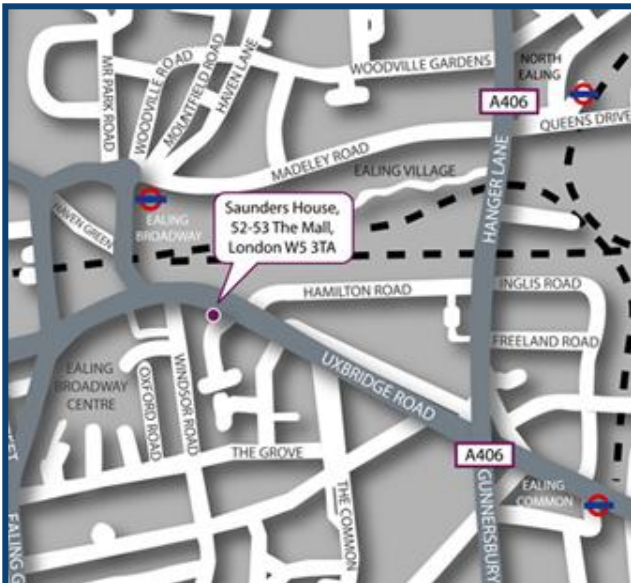 MR PARK ROAD
WOODVILLE ROAD
MOUNTFIELD ROAD
HAVEN LANE
WOODVILLE GARDENS
NORTH
EALING
A406
QUEENS DRIVE
MADELEY ROAD
EALING VILLAGE
HANGER LANE
HAVEN GREEN
EALING
BROADWAY
Saunders House,
52-53 The Mall,
London W5 3TA
HAMILTON ROAD
INGLIS ROAD
FREELAND ROAD
UXBRIDGE ROAD
EALING
BROADWAY
CENTRE
OXFORD ROAD
WINDSOR ROAD
THE GROVE
THE COMMON
A406
GUNNERSBURY
EALING
COMMON
EALING G